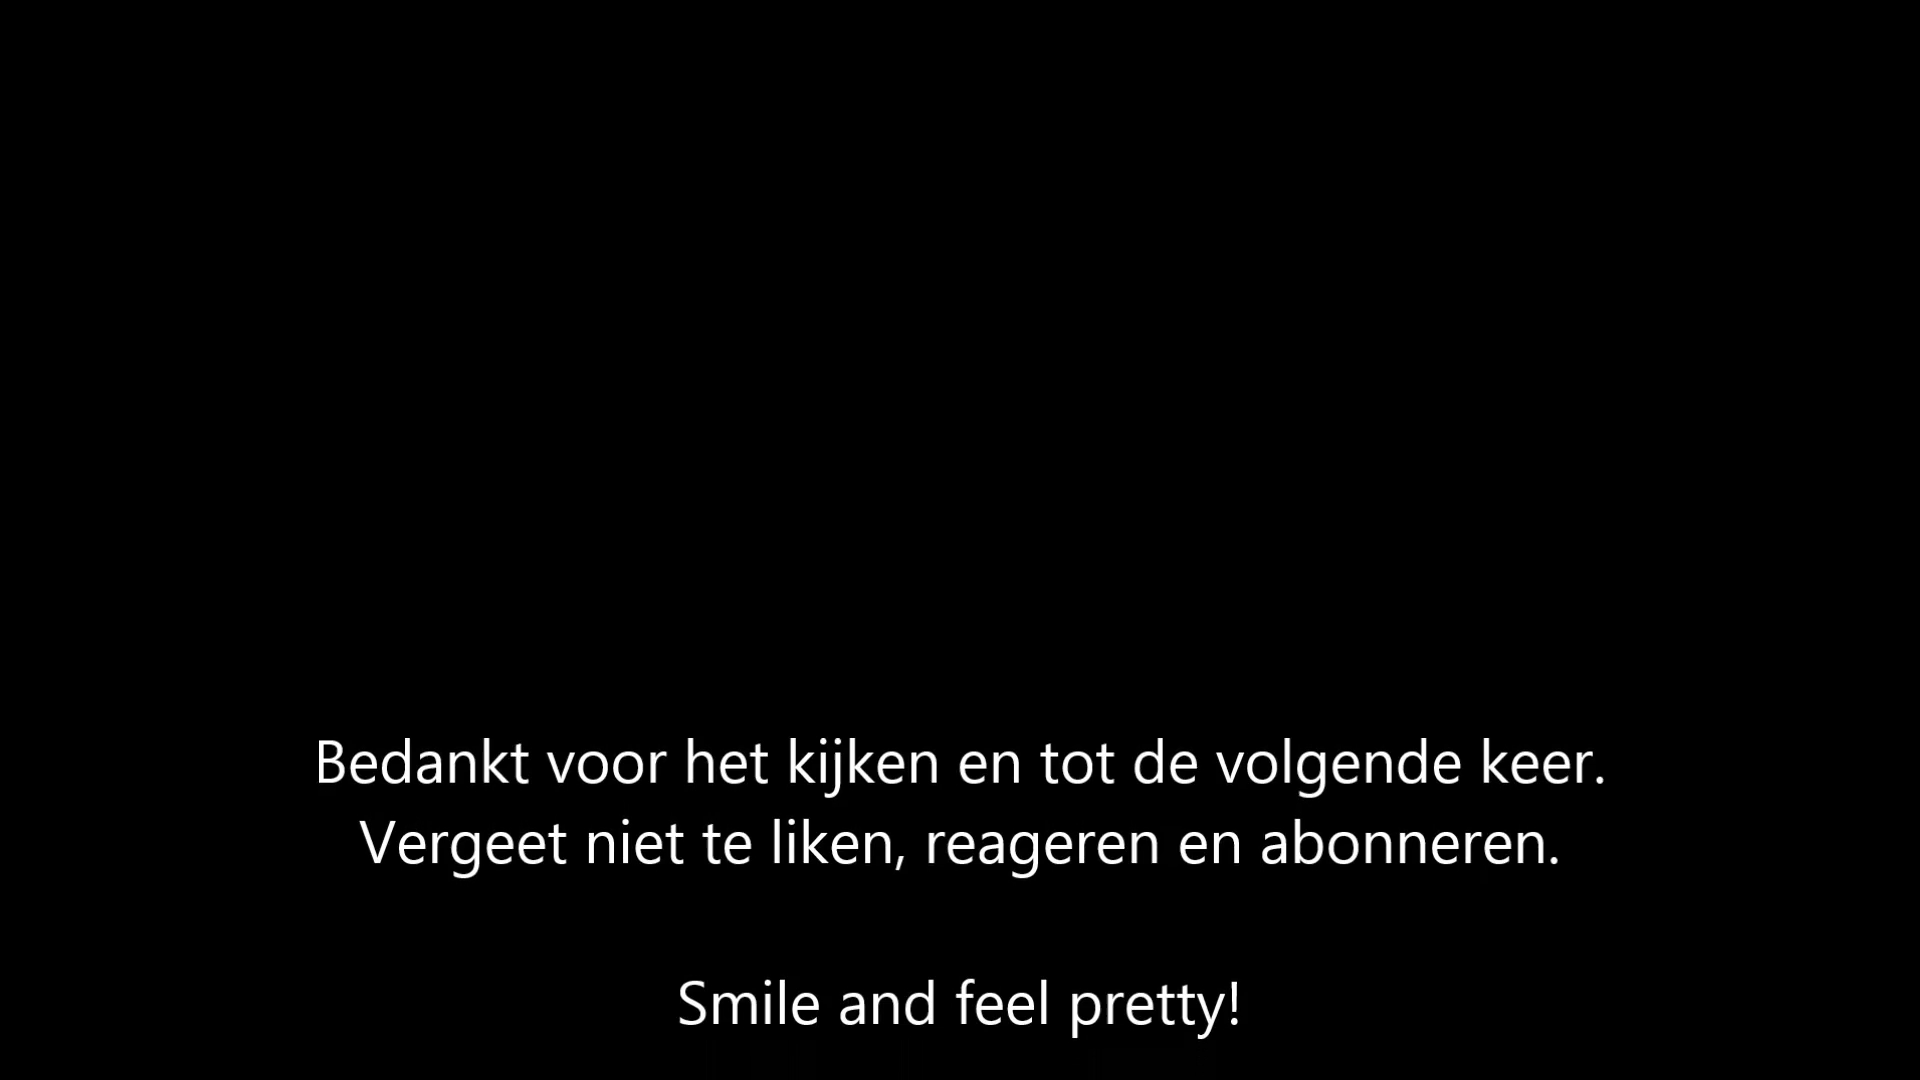 Bedankt voor het kijken en tot de volgende keer.
Vergeet niet te liken, reageren en abonneren.
Smile and feel pretty!